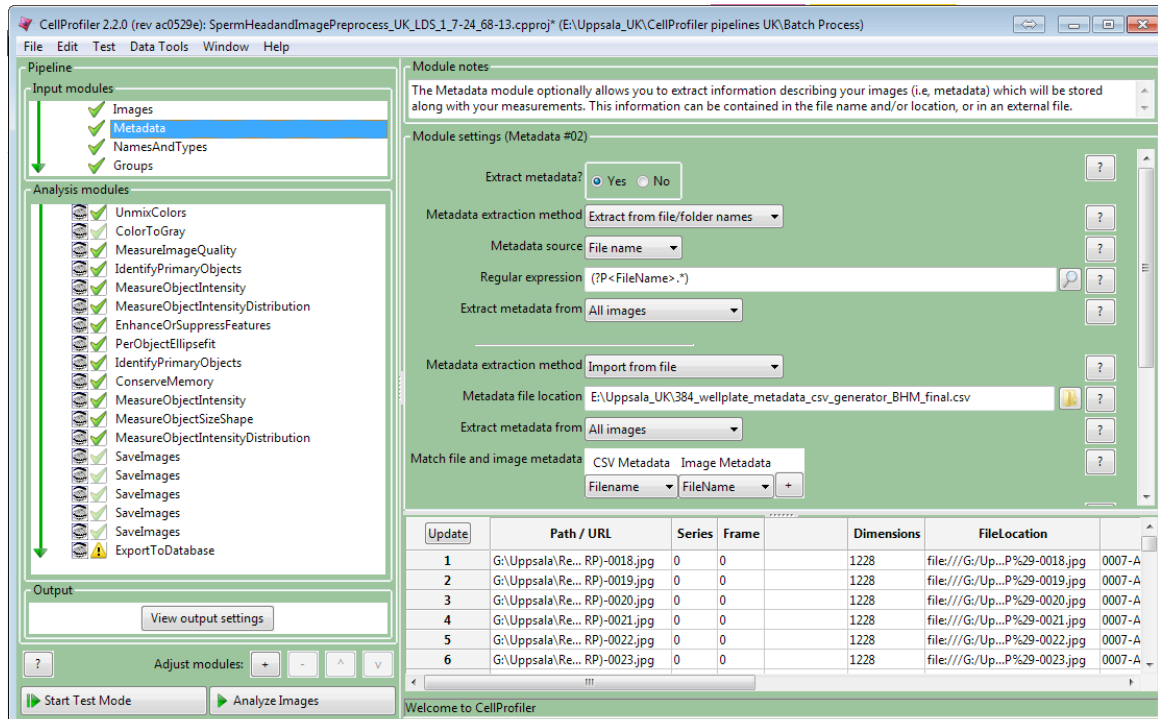 CellProfiler 2.2.0 (rev ac0529e): SpermHeadandImagePreprocess_UK_LDS_1_7-24_68-13.cpproj* (E:\Uppsala_UK\CellProfiler pipelines UK\Batch Process)
File Edit Test Data Tools Window Help
Pipeline
Input modules
Images
Metadata
NamesAndTypes
Groups
Analysis modules
UnmixColors
ColorToGray
MeasureImageQuality
IdentifyPrimaryObjects
MeasureObjectIntensity
MeasureObjectIntensityDistribution
EnhanceOrSuppressFeatures
PerObjectEllipsefit
IdentifyPrimaryObjects
ConserveMemory
MeasureObjectIntensity
MeasureObjectSizeShape
MeasureObjectIntensityDistribution
SaveImages
SaveImages
SaveImages
SaveImages
SaveImages
ExportToDatabase
Output
View output settings
? Adjust modules: + - ^ v
Start Test Mode Analyze Images
Module notes
The Metadata module optionally allows you to extract information describing your images (i.e, metadata) which will be stored
along with your measurements. This information can be contained in the file name and/or location, or in an external file.
Module settings (Metadata #02)
Extract metadata? Yes No ?
Metadata extraction method Extract from file/folder names ?
Metadata source File name ?
Regular expression (?P<FileName>.*) ?
Extract metadata from All images ?
Metadata extraction method Import from file ?
Metadata file location E:\Uppsala_UK\384_wellplate_metadata_csv_generator_BHM_final.csv ?
Extract metadata from All images ?
Match file and image metadata CSV Metadata Image Metadata ?
Filename FileName +
Update Path / URL Series Frame Dimensions FileLocation
1 G:\Uppsala\Re... RP)-0018.jpg 0 0 1228 file:///G:/Up...P%29-0018.jpg 0007-A
2 G:\Uppsala\Re... RP)-0019.jpg 0 0 1228 file:///G:/Up...P%29-0019.jpg 0007-A
3 G:\Uppsala\Re... RP)-0020.jpg 0 0 1228 file:///G:/Up...P%29-0020.jpg 0007-A
4 G:\Uppsala\Re... RP)-0021.jpg 0 0 1228 file:///G:/Up...P%29-0021.jpg 0007-A
5 G:\Uppsala\Re... RP)-0022.jpg 0 0 1228 file:///G:/Up...P%29-0022.jpg 0007-A
6 G:\Uppsala\Re... RP)-0023.jpg 0 0 1228 file:///G:/Up...P%29-0023.jpg 0007-A
Welcome to CellProfiler